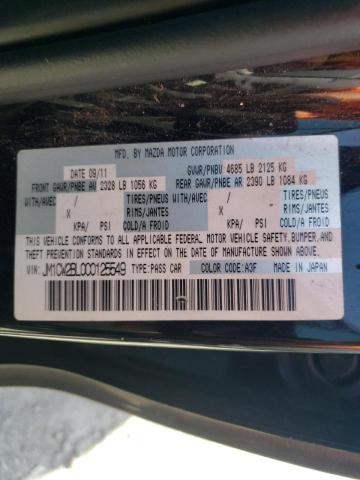 MFD. BY MAZDA MOTOR CORPORATION
DATE 09/11 GVWR/PNBV 4685 LB 2125 KG
FRONT GAWR/PNBE AV 2328 LB 1056 KG REAR GAWR/PNBE AR 2390 LB 1084 KG
WITH/AVEC / TIRES/PNEUS WITH/AVEC / TIRES/PNEUS
X RIMS/JANTES X RIMS/JANTES
KPA/ PSI COLD/A FROID KPA/ PSI COLD/A FROID
THIS VEHICLE CONFORMS TO ALL APPLICABLE FEDERAL MOTOR VEHICLE SAFETY, BUMPER, AND
THEFT PREVENTION STANDARDS IN EFFECT ON THE DATE OF MANUFACTURE SHOWN ABOVE.
VIN: JM1CW2BL0C0125549 TYPE:PASS CAR COLOR CODE: A3F MADE IN JAPAN